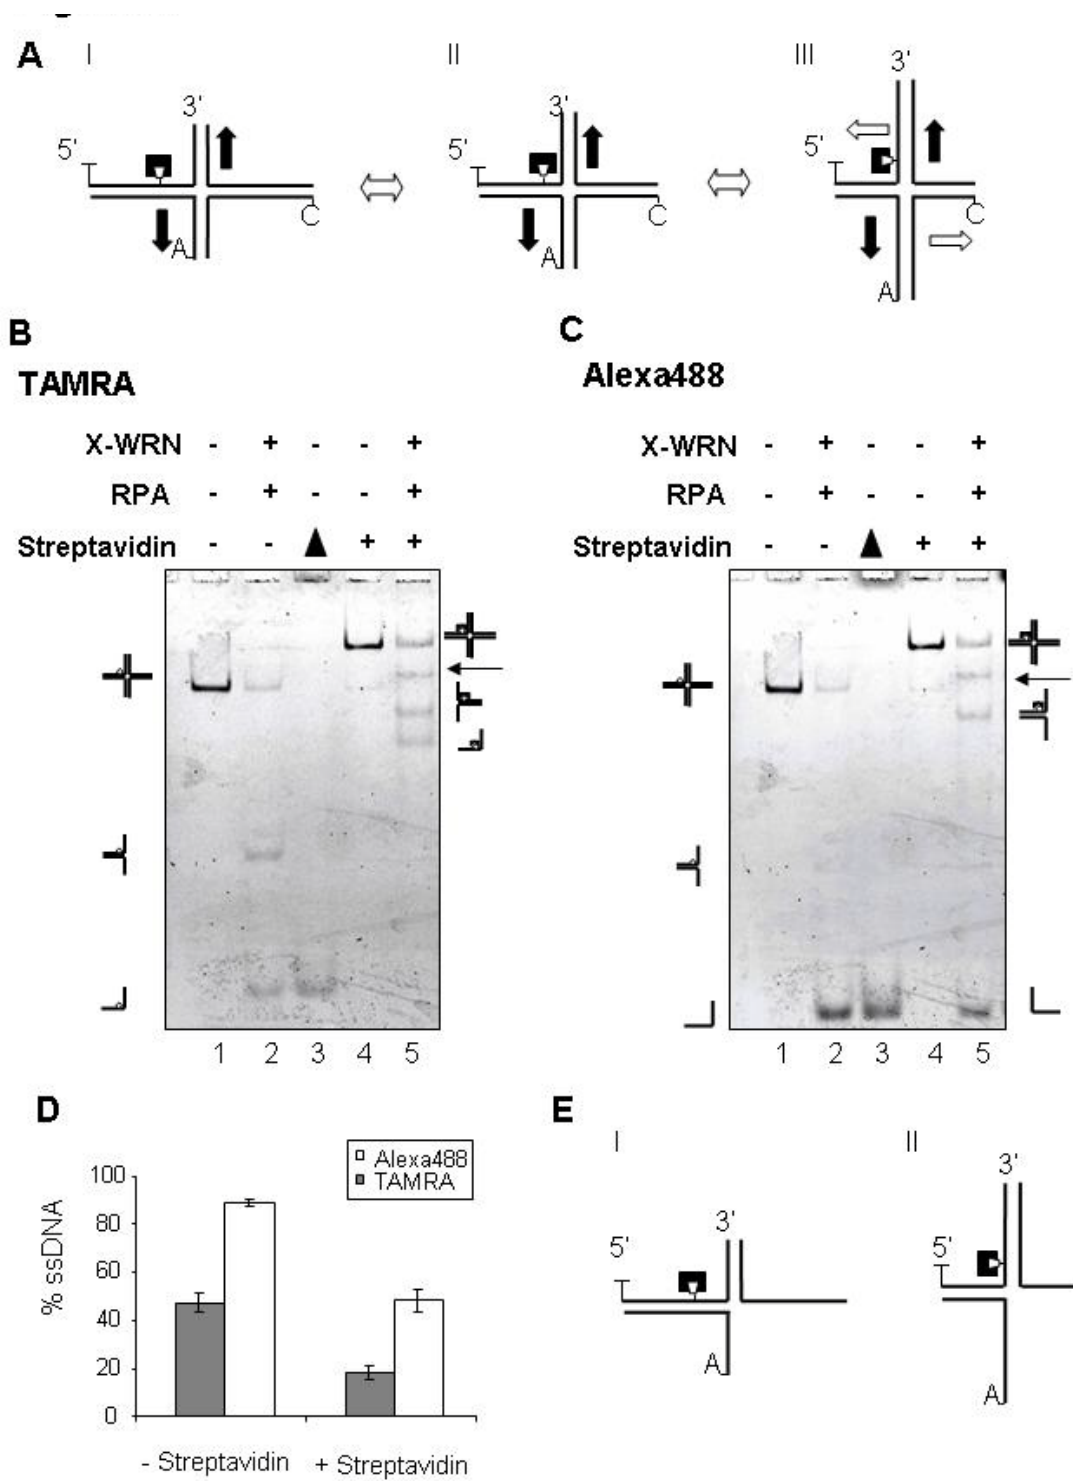 A
I
II
III
3'
5'
A
C
3'
5'
A
C
3'
5'
A
C
B
TAMRA
X-WRN - + - - +
RPA - + - - +
Streptavidin - - ▲ + +
1 2 3 4 5
C
Alexa488
X-WRN - + - - +
RPA - + - - +
Streptavidin - - ▲ + +
1 2 3 4 5
D
% ssDNA
100
80
60
40
20
0
Alexa488
TAMRA
- Streptavidin + Streptavidin
E
I
II
3'
5'
A
3'
5'
A